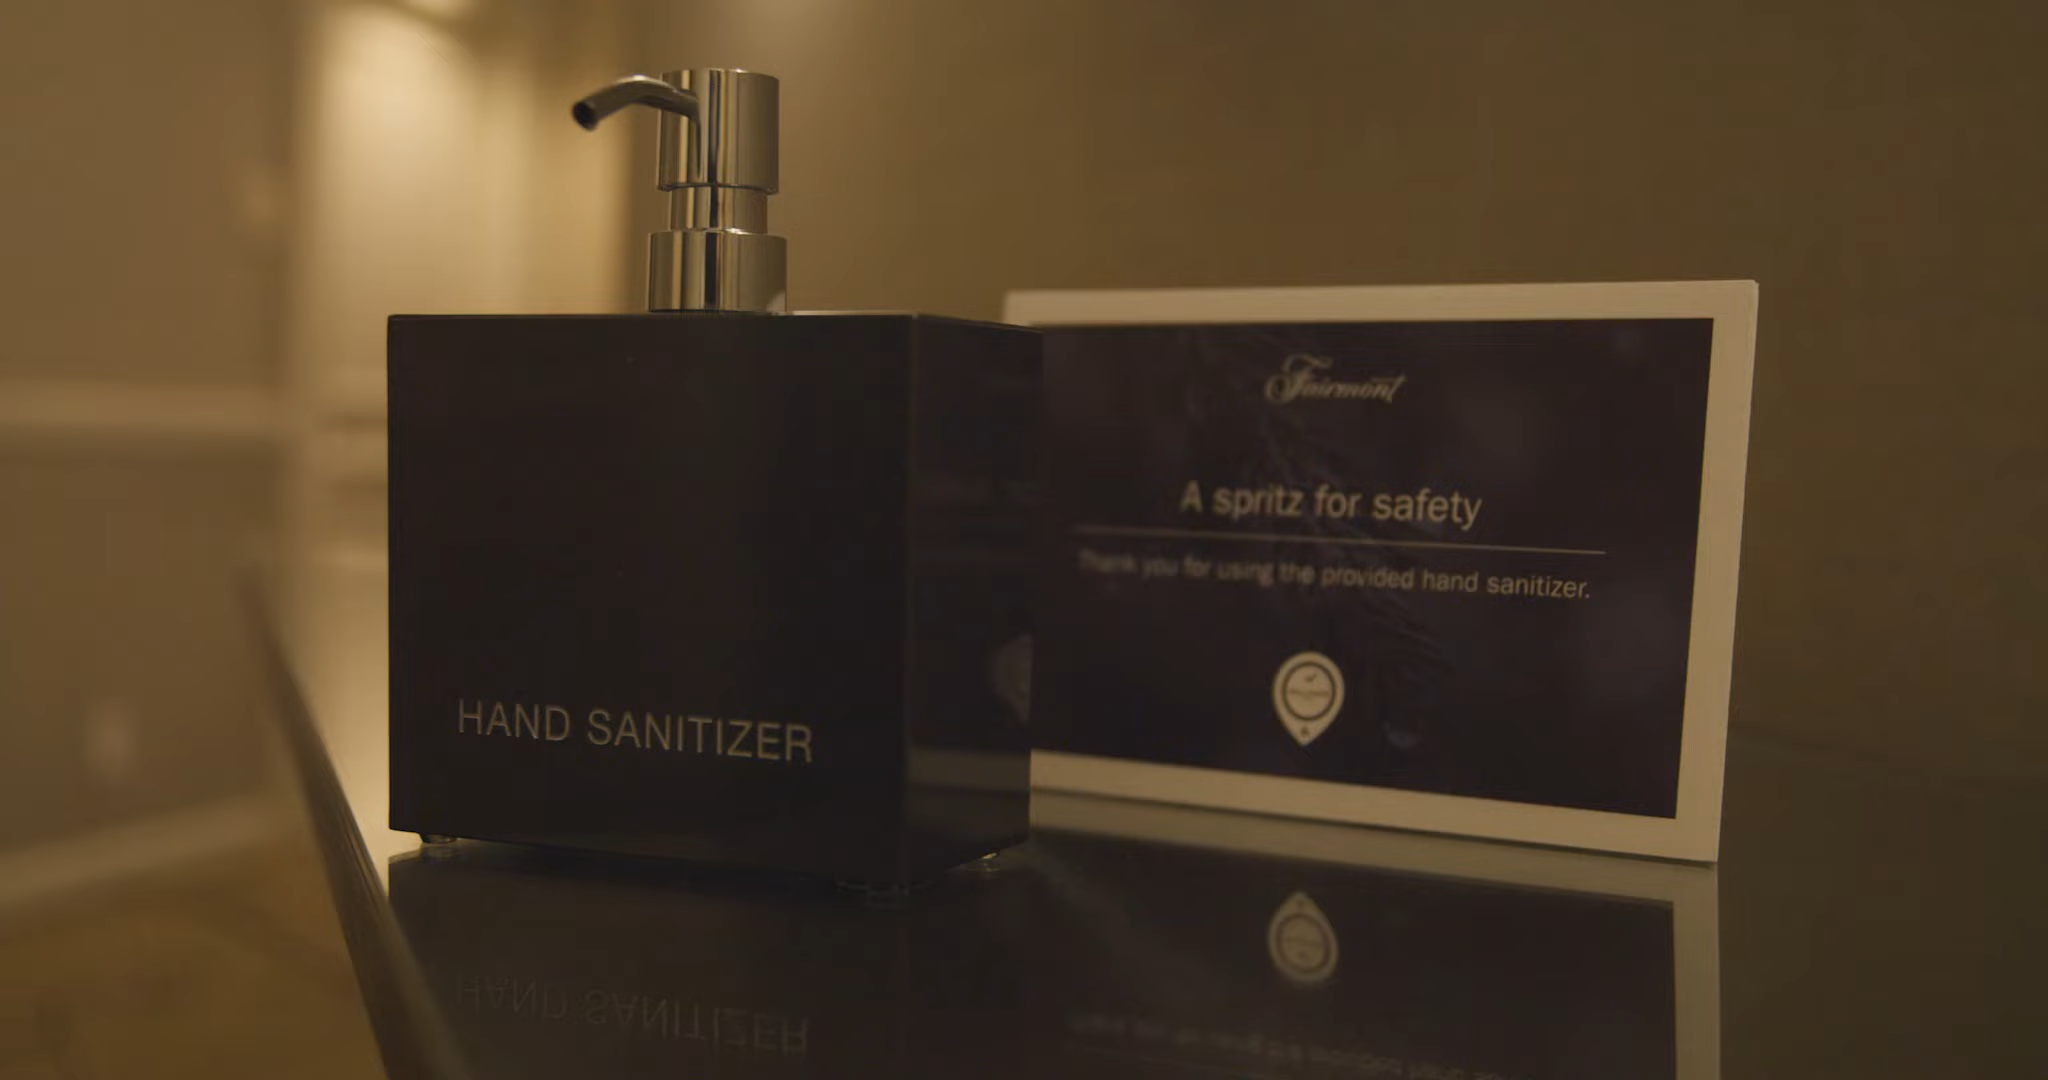 HAND SANITIZER
Fairmont
A spritz for safety
Thank you for using the provided hand sanitizer.